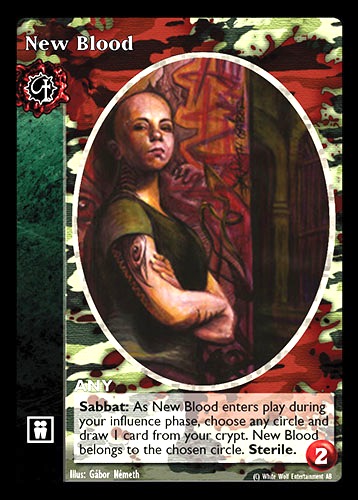 New Blood
ANY
Sabbat: As New Blood enters play during
your influence phase, choose any circle and
draw 1 card from your crypt. New Blood
belongs to the chosen circle. Sterile.
2
Illus: Gábor Németh
(C) White Wolf Entertainment AB